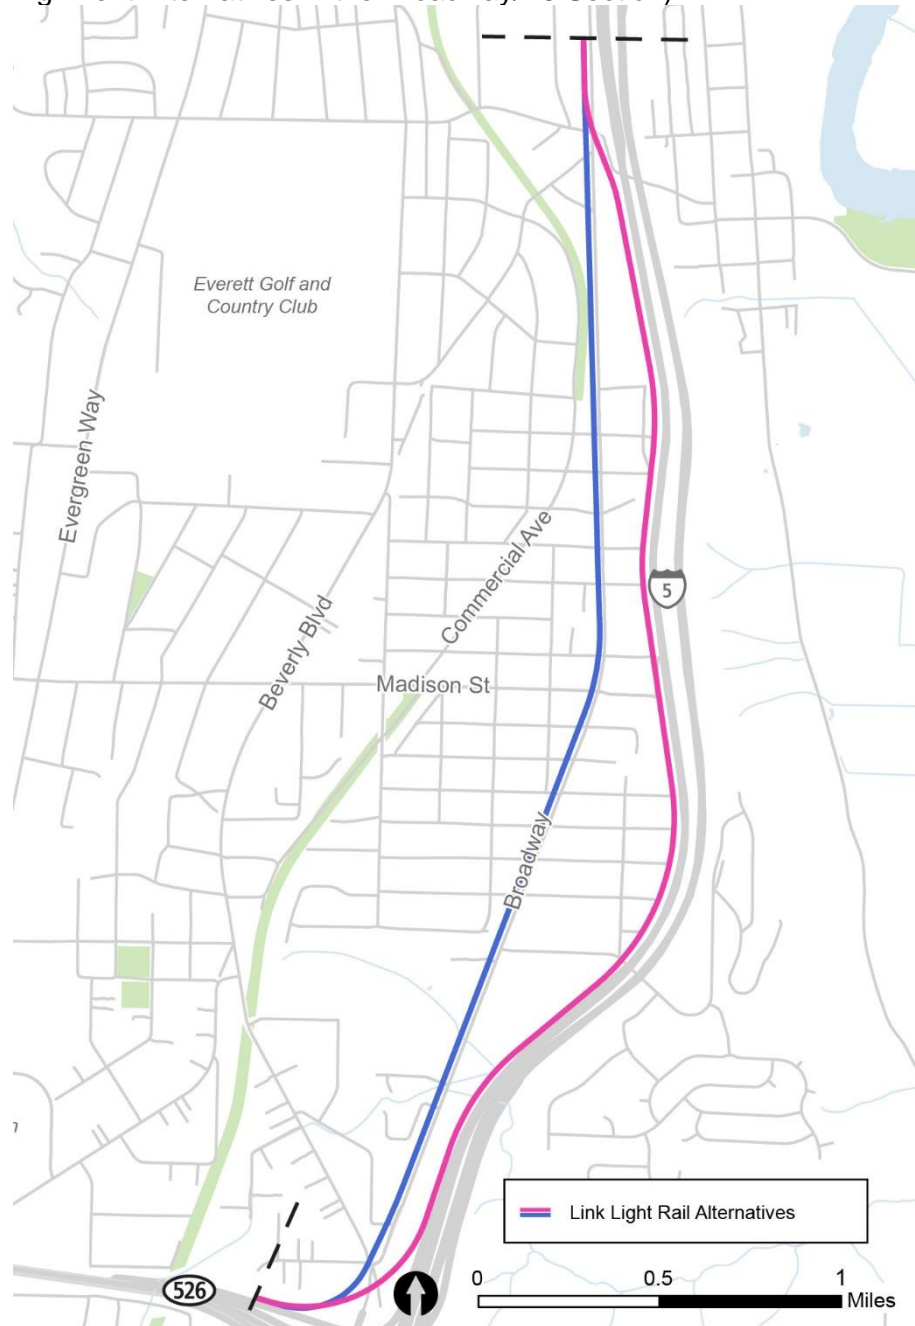 Everett Golf and
Country Club
Evergreen Way
Commercial Ave
Beverly Blvd
5
Madison St
Broadway
Link Light Rail Alternatives
526
0
0.5
1
Miles